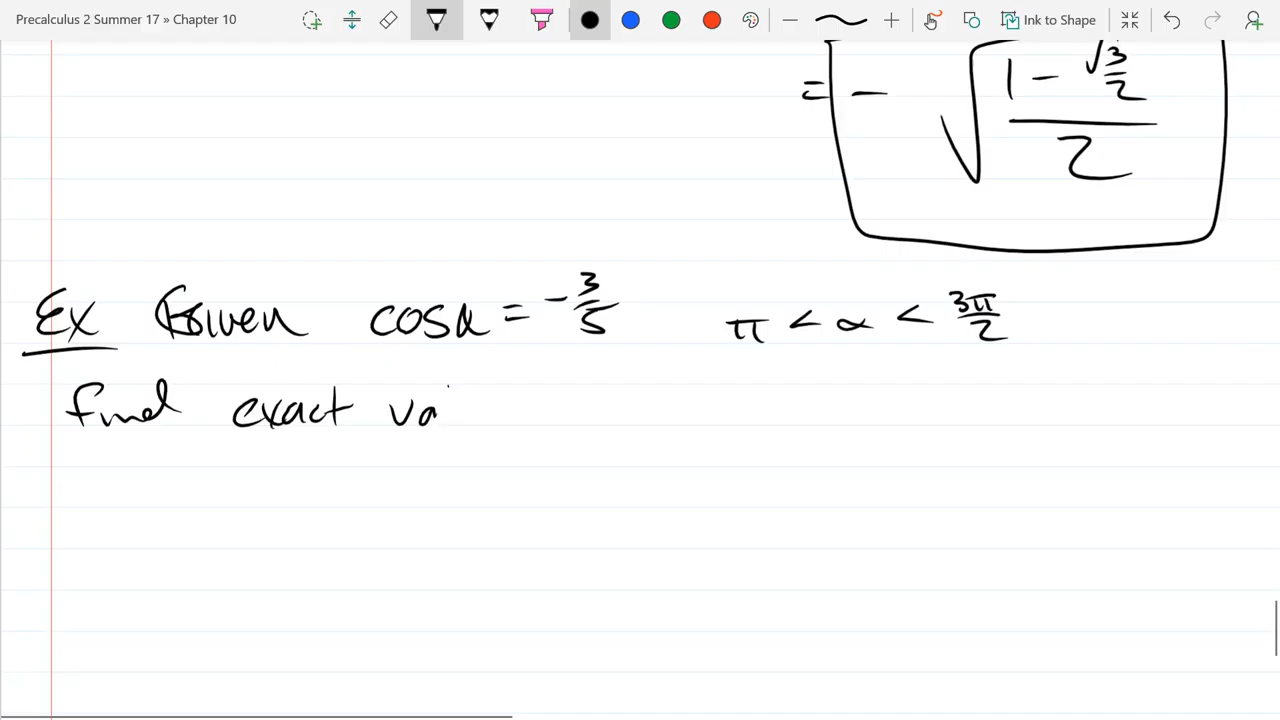 Precalculus 2 Summer 17 » Chapter 10
Ink to Shape
= - √((1 - √3/2)/2)
Ex Given cosα = -3/5 π < α < 3π/2
find exact va